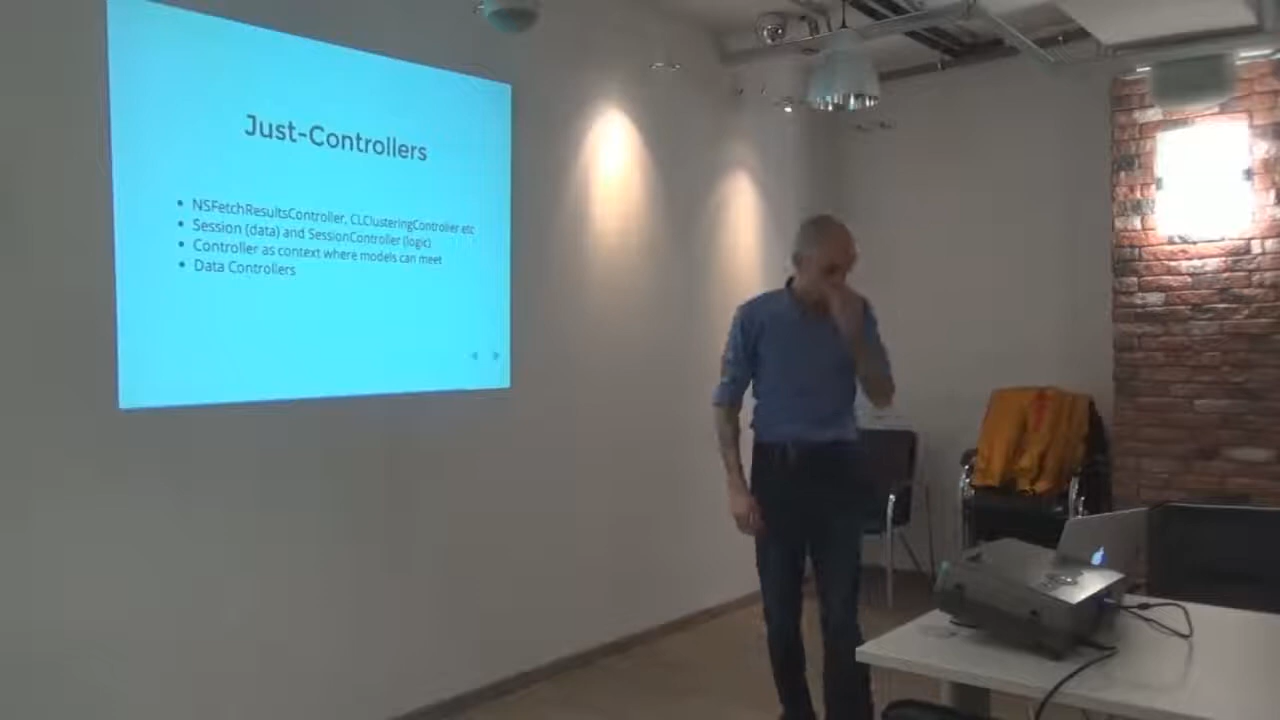 Just-Controllers
NSFetchResultsController, CLClusteringController etc
Session (data) and SessionController (logic)
Controller as context where models can meet
Data Controllers